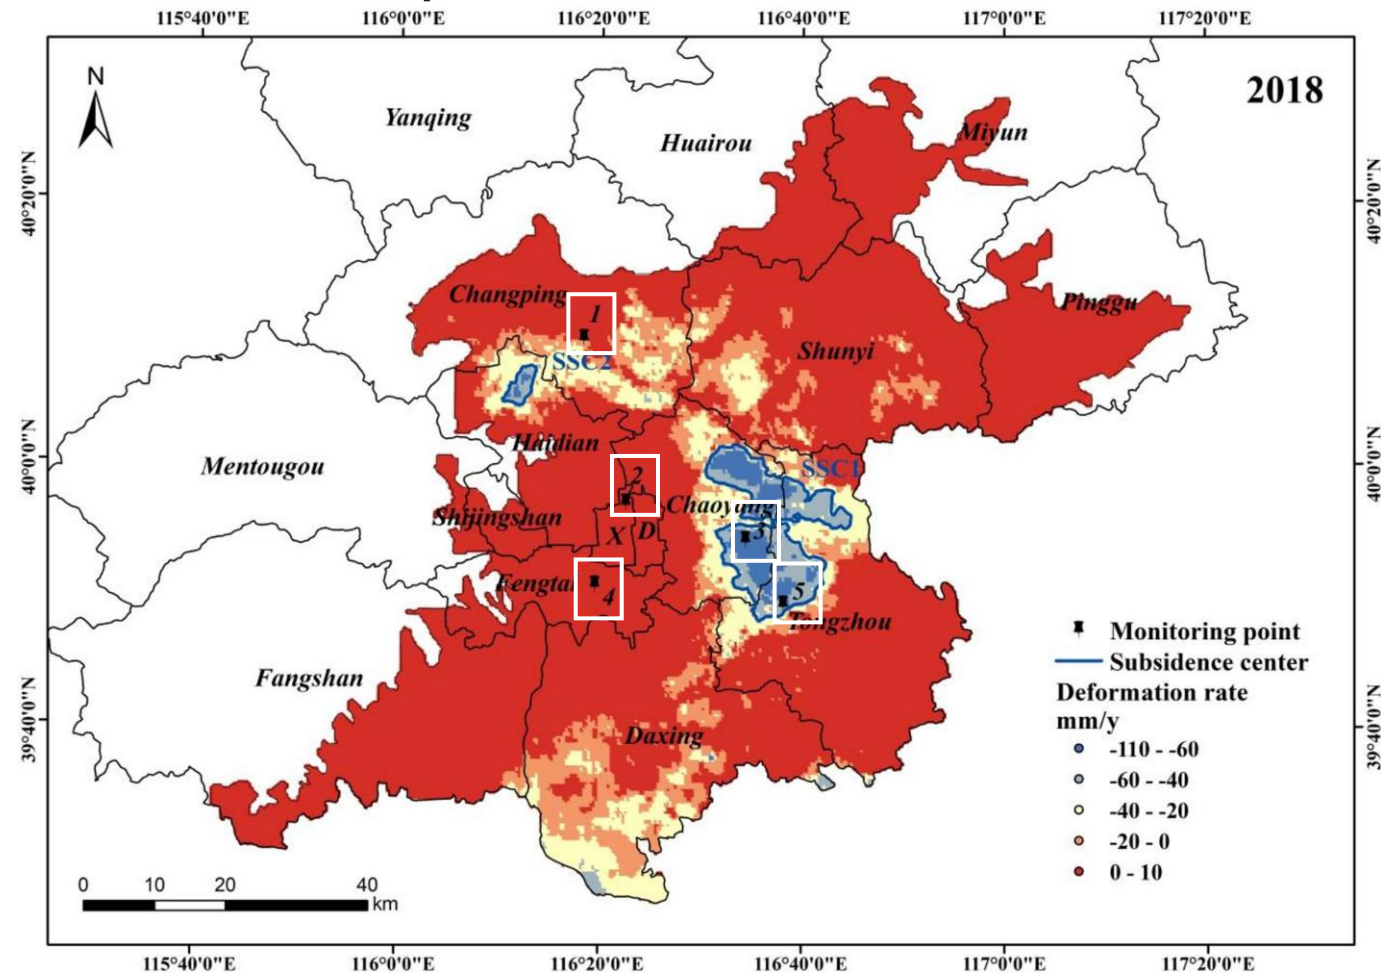 115°40'0"E 116°0'0"E 116°20'0"E 116°40'0"E 117°0'0"E 117°20'0"E
N
2018
Yanqing
Huairou
Miyun
40°20'0"N
40°20'0"N
Changping
1
Pinggu
Shunyi
SSC2
Haidian
40°0'0"N
40°0'0"N
Mentougou
SSC1
2
Chaoyang
Shijingshan
X
D
3
Fengtai
4
5
Tongzhou
Fangshan
Daxing
39°40'0"N
39°40'0"N
Monitoring point
Subsidence center
Deformation rate
mm/y
-110 - -60
-60 - -40
-40 - -20
-20 - 0
0 - 10
0 10 20 40
km
115°40'0"E 116°0'0"E 116°20'0"E 116°40'0"E 117°0'0"E 117°20'0"E